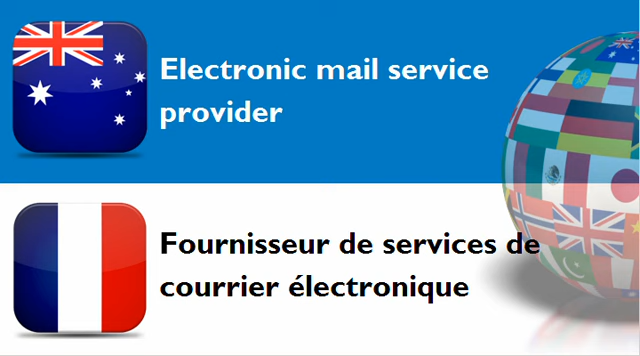 Electronic mail service
provider
Fournisseur de services de
courrier électronique